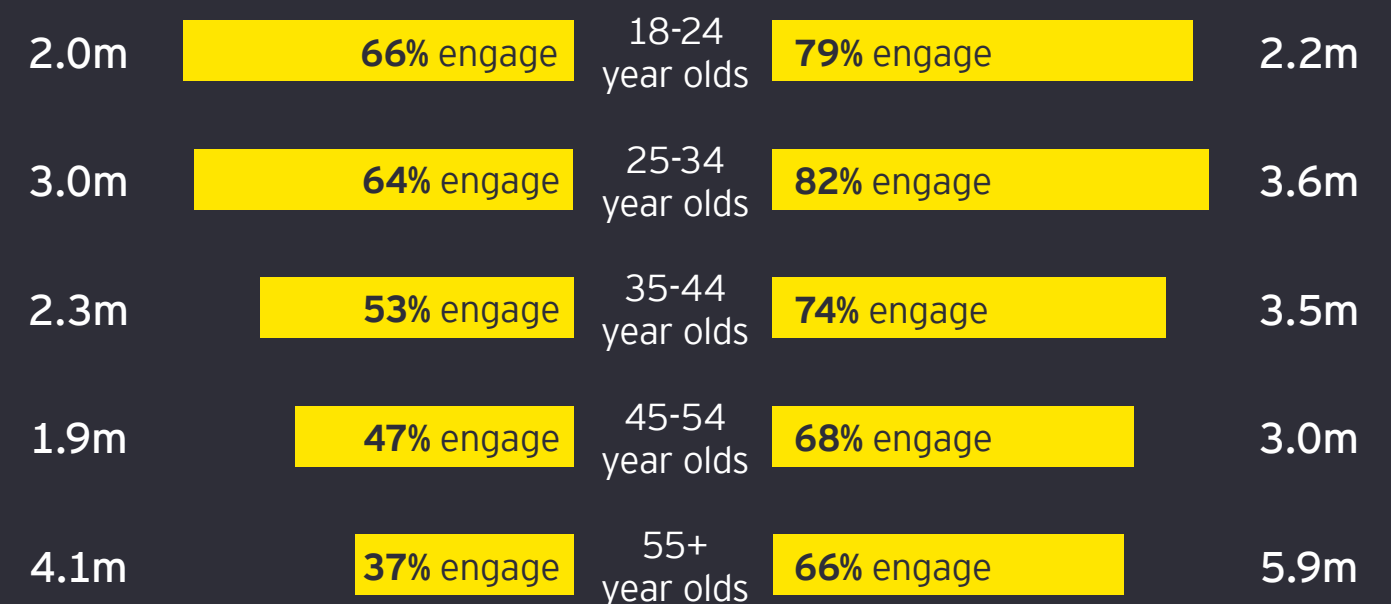 2.0m 66% engage 18-24 79% engage 2.2m
year olds
3.0m 64% engage 25-34 82% engage 3.6m
year olds
2.3m 53% engage 35-44 74% engage 3.5m
year olds
1.9m 47% engage 45-54 68% engage 3.0m
year olds
4.1m 37% engage 55+ 66% engage 5.9m
year olds